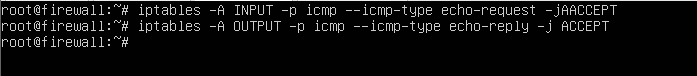 root@firewall:~# iptables -A INPUT -p icmp --icmp-type echo-request -jAACCEPT
root@firewall:~# iptables -A OUTPUT -p icmp --icmp-type echo-reply -j ACCEPT
root@firewall:~#